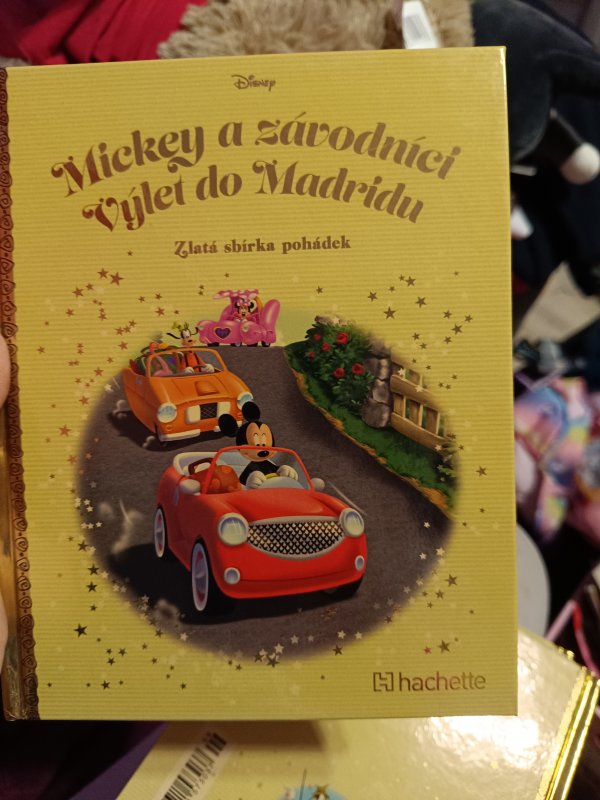 Disney
Mickey a závodníci
Výlet do Madridu
Zlatá sbírka pohádek
hachette